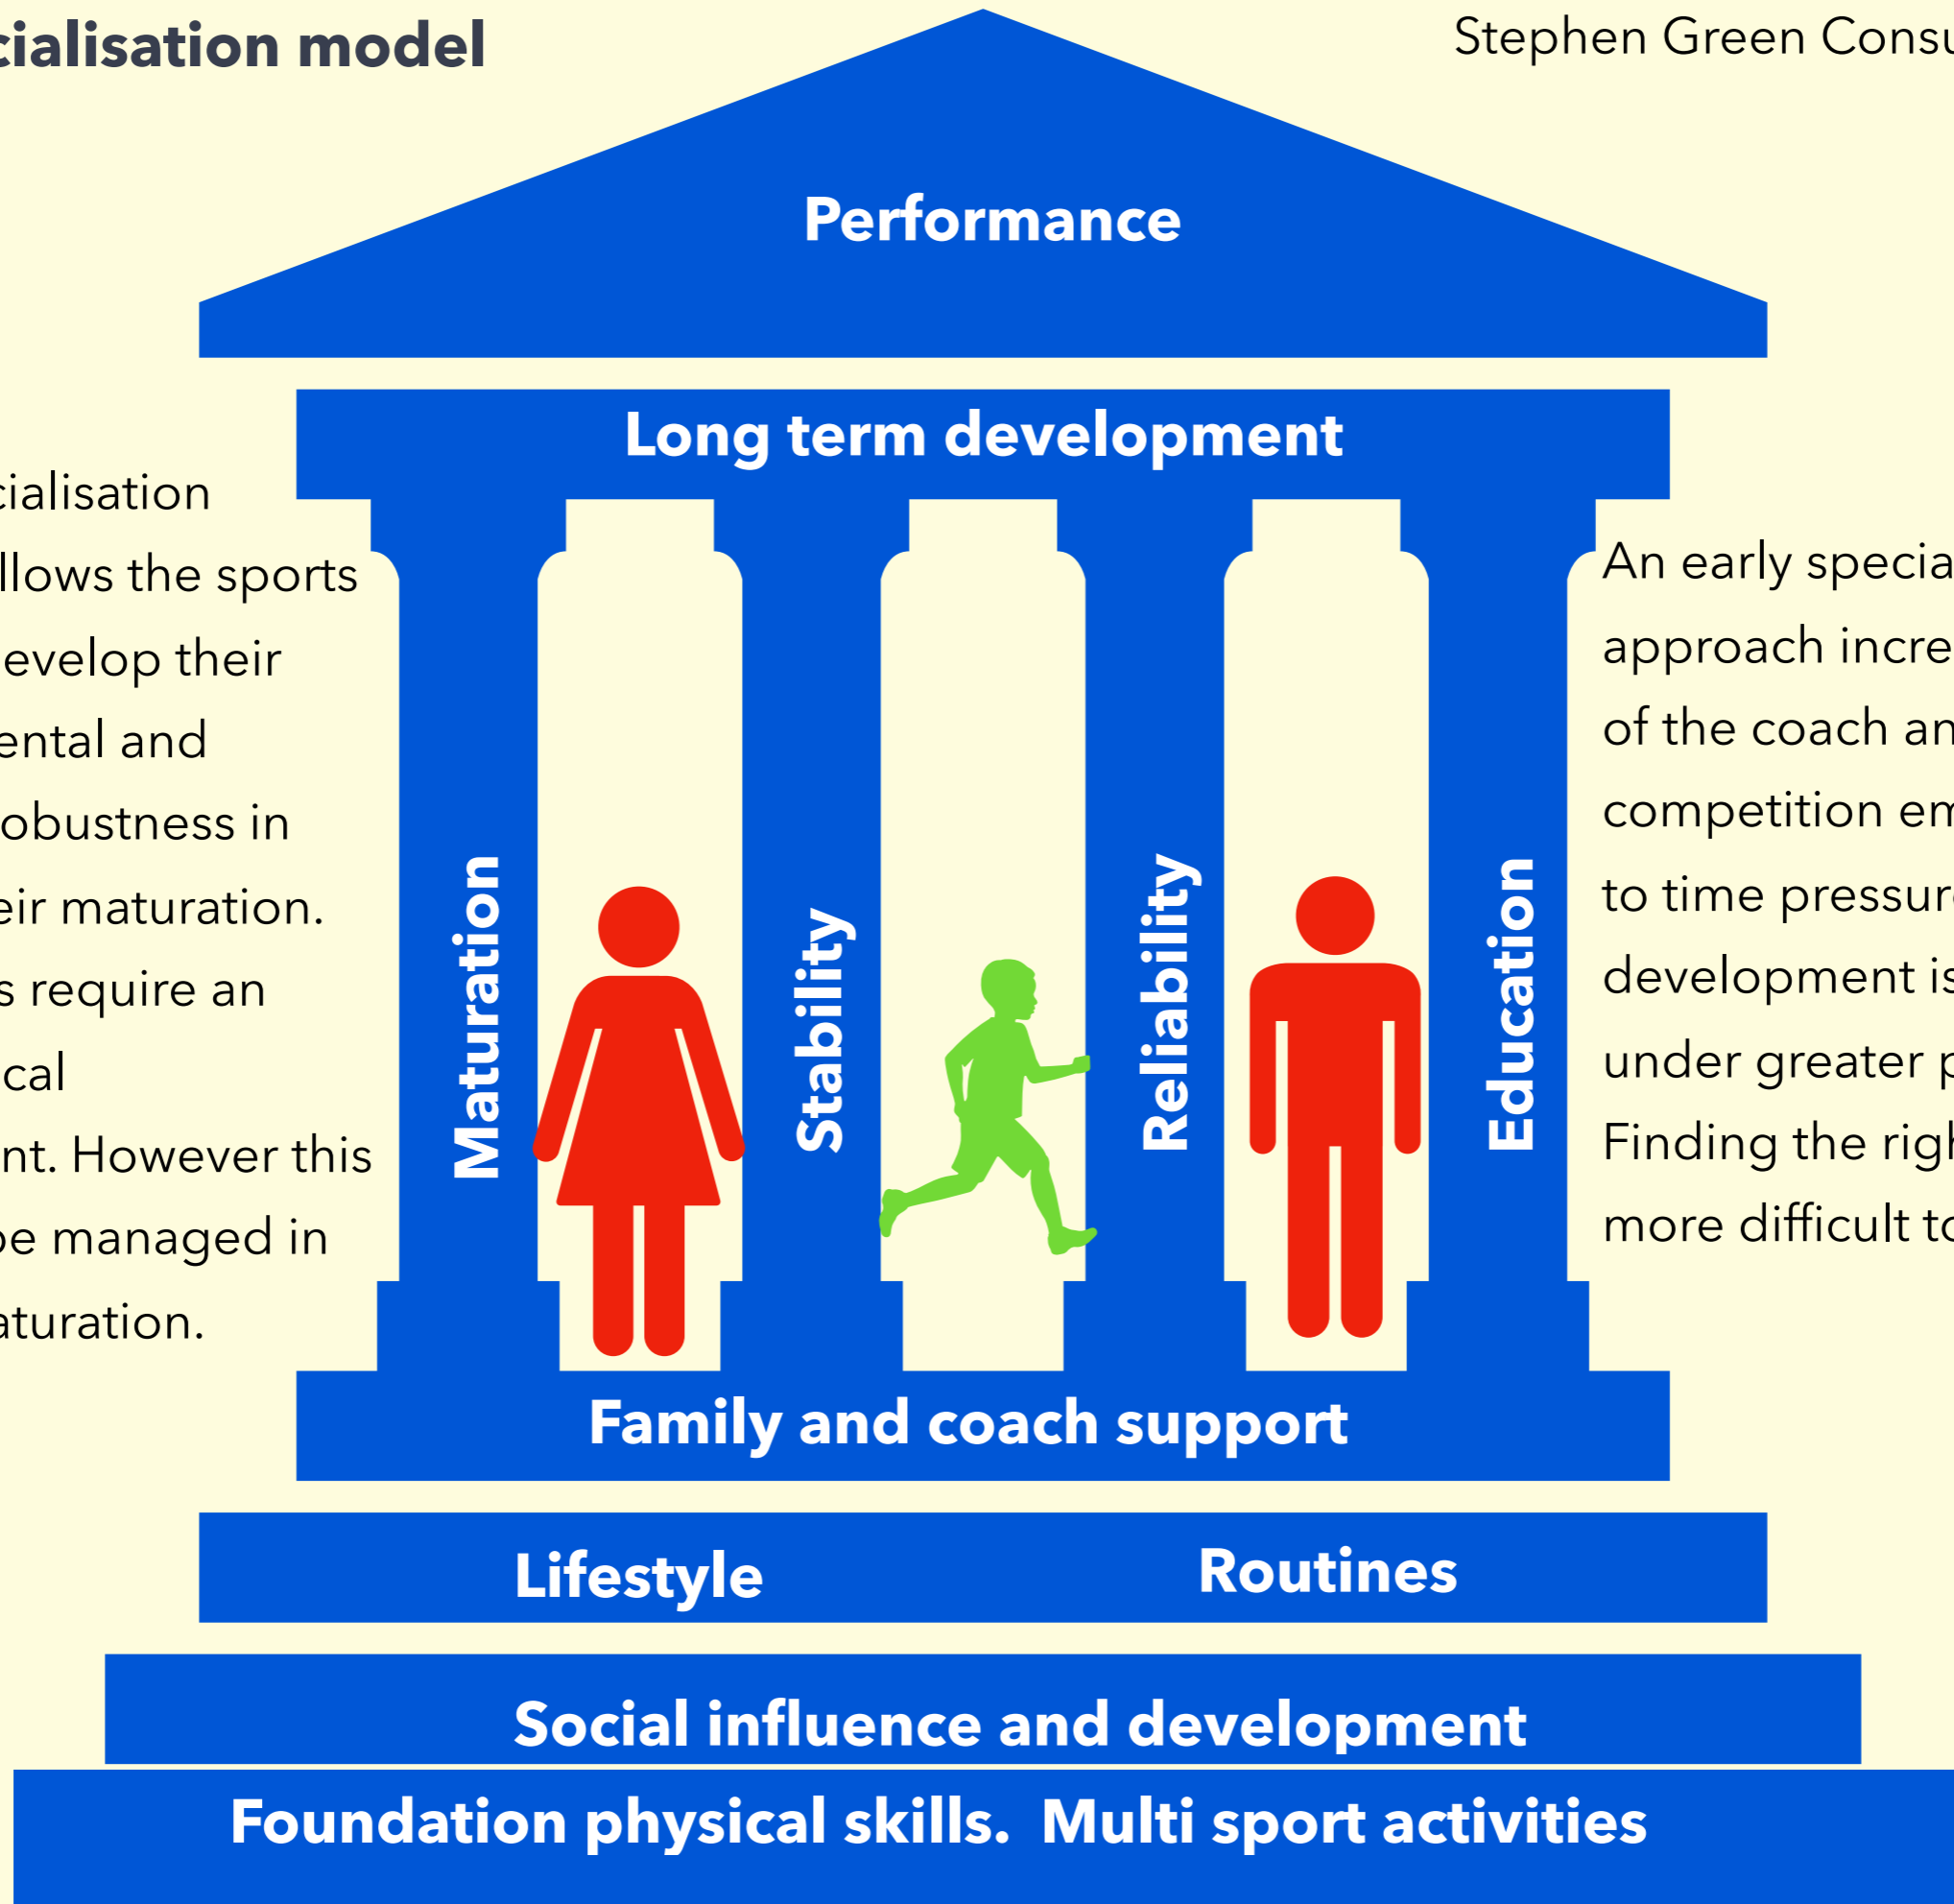 cialisation model
Stephen Green Consu
Performance
Long term development
cialisation
llows the sports
evelop their
ental and
obustness in
eir maturation.
s require an
cal
nt. However this
be managed in
aturation.
Maturation
Stability
Reliability
Education
An early specia
approach incre
of the coach an
competition em
to time pressure
development is
under greater p
Finding the righ
more difficult to
Family and coach support
Lifestyle Routines
Social influence and development
Foundation physical skills. Multi sport activities